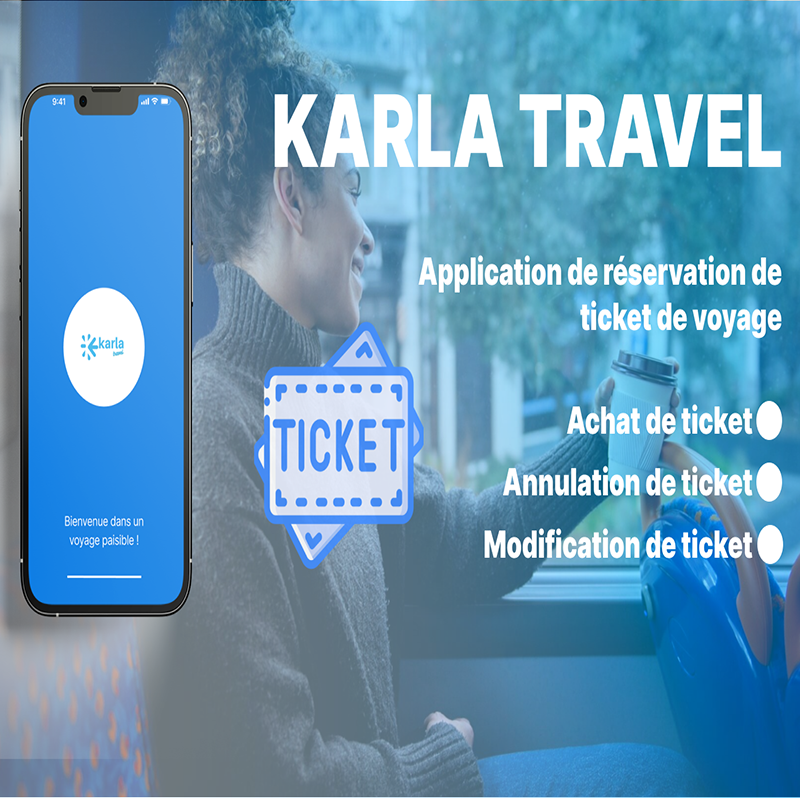 9:41
karla
travel
Bienvenue dans un
voyage paisible !
KARLA TRAVEL
Application de réservation de
ticket de voyage
TICKET
Achat de ticket
Annulation de ticket
Modification de ticket